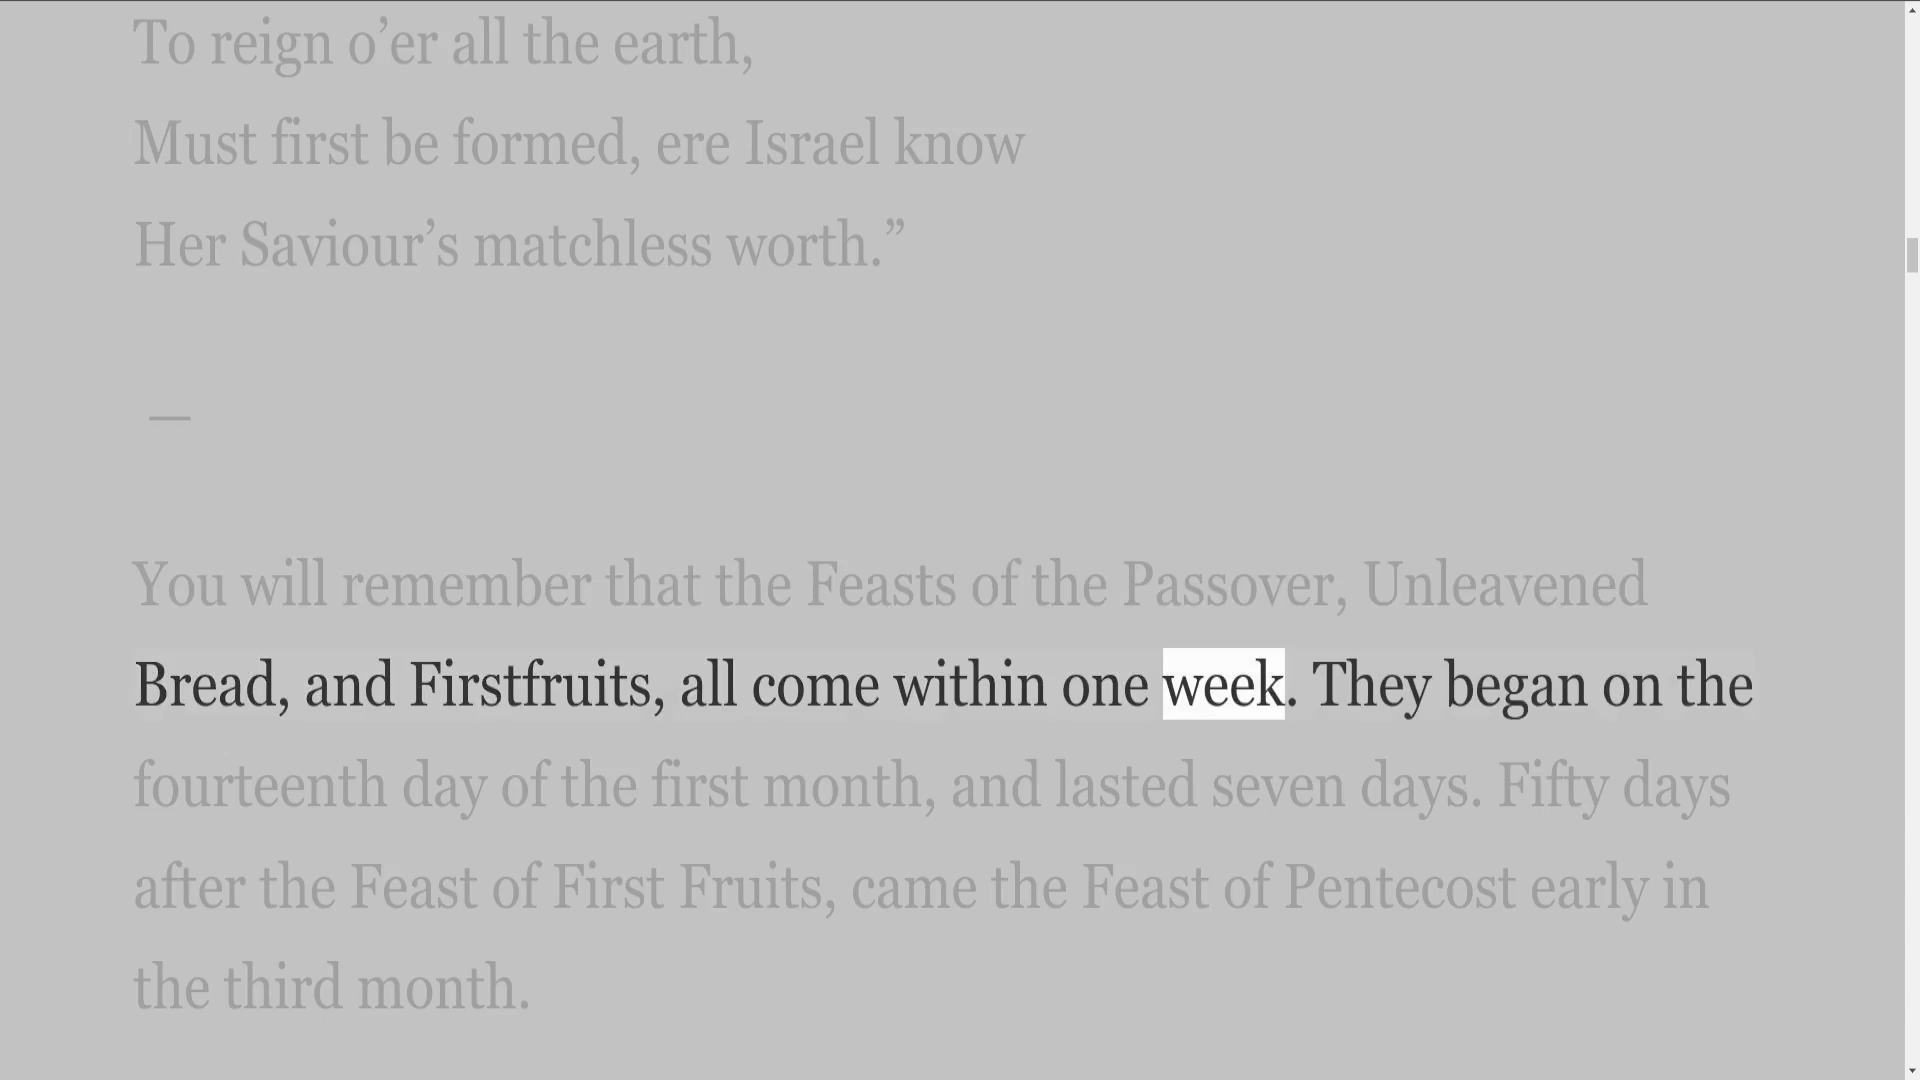 To reign o’er all the earth,
Must first be formed, ere Israel know
Her Saviour’s matchless worth.”
—
You will remember that the Feasts of the Passover, Unleavened
Bread, and Firstfruits, all come within one week. They began on the
fourteenth day of the first month, and lasted seven days. Fifty days
after the Feast of First Fruits, came the Feast of Pentecost early in
the third month.